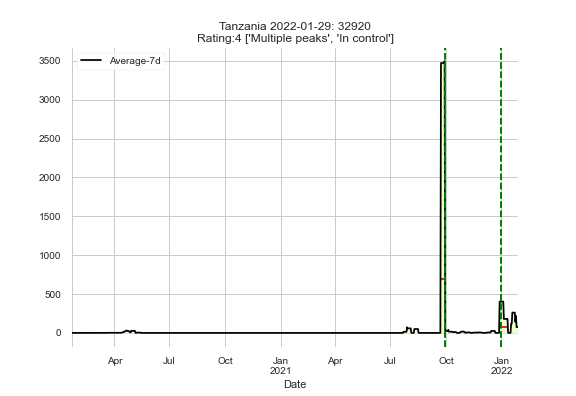 Tanzania 2022-01-29: 32920
Rating:4 ['Multiple peaks', 'In control']
Average-7d
3500
3000
2500
2000
1500
1000
500
0
Apr Jul Oct Jan Apr Jul Oct Jan
2021 2022
Date